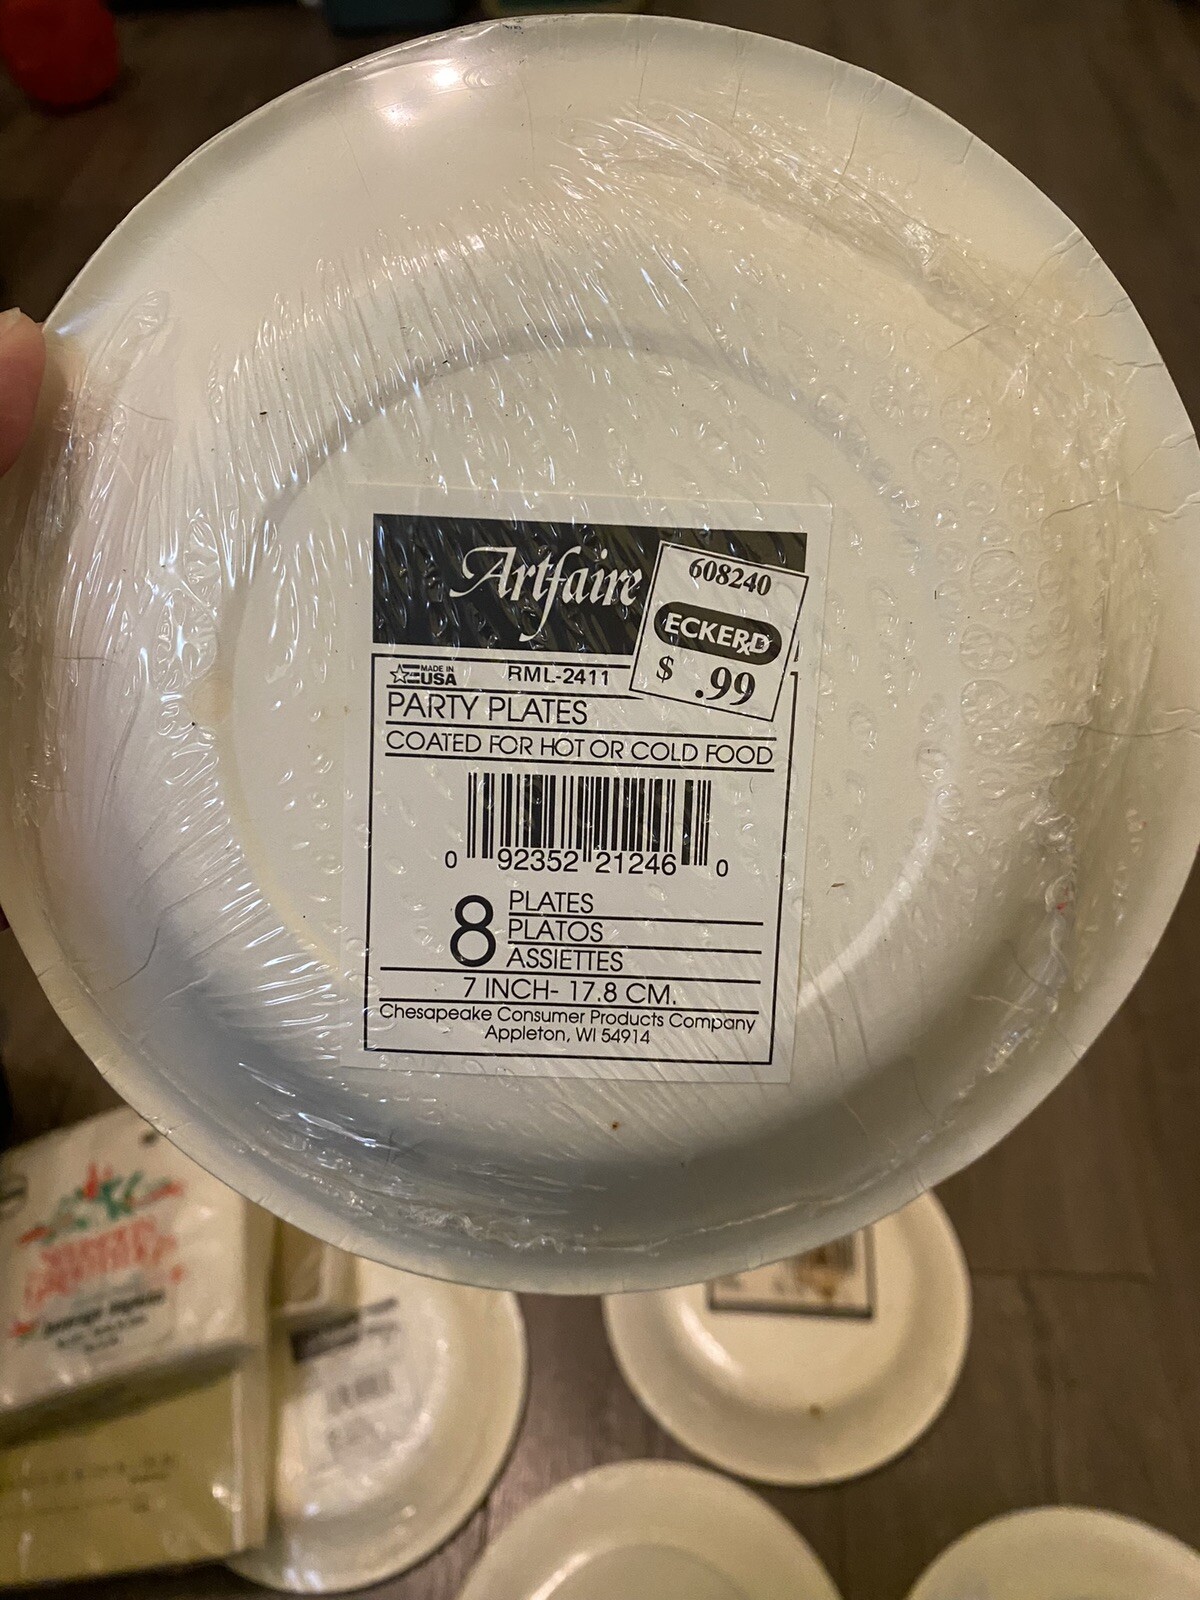 Artfaire
608240
ECKERD
$ .99
MADE IN
USA
RML-2411
PARTY PLATES
COATED FOR HOT OR COLD FOOD
0 92352 21246 0
8
PLATES
PLATOS
ASSIETTES
7 INCH- 17.8 CM.
Chesapeake Consumer Products Company
Appleton, WI 54914